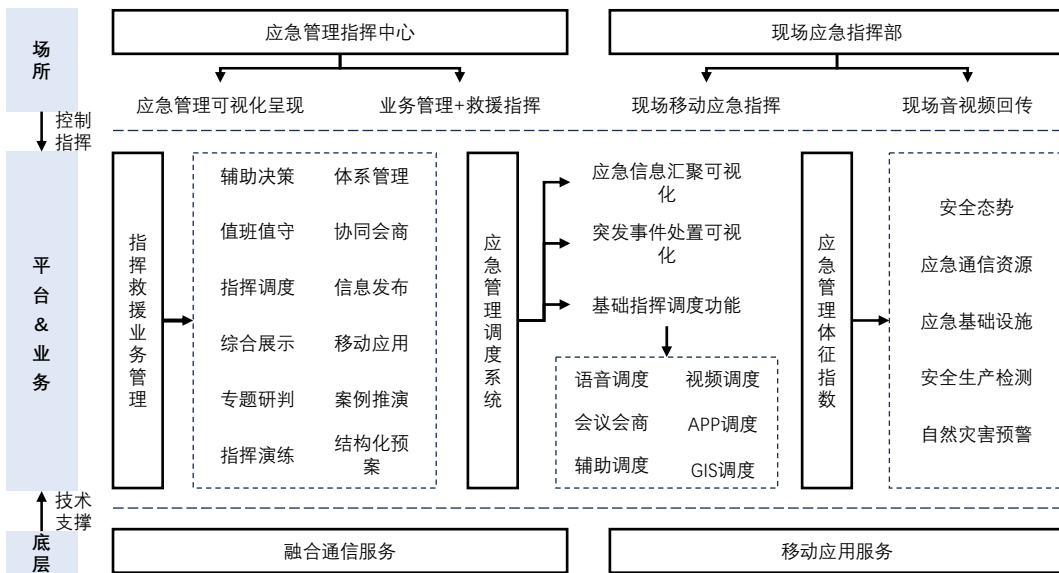 场所
应急管理指挥中心
现场应急指挥部
应急管理可视化呈现
业务管理+救援指挥
现场移动应急指挥
现场音视频回传
控制
指挥
平台&业务
指挥救援业务管理
辅助决策
体系管理
值班值守
协同会商
指挥调度
信息发布
综合展示
移动应用
专题研判
案例推演
指挥演练
结构化预
案
应急管理调度系统
应急信息汇聚可视
化
突发事件处置可视
化
基础指挥调度功能
语音调度
视频调度
会议会商
APP调度
辅助调度
GIS调度
应急管理体征指数
安全态势
应急通信资源
应急基础设施
安全生产检测
自然灾害预警
技术
支撑
底层
融合通信服务
移动应用服务